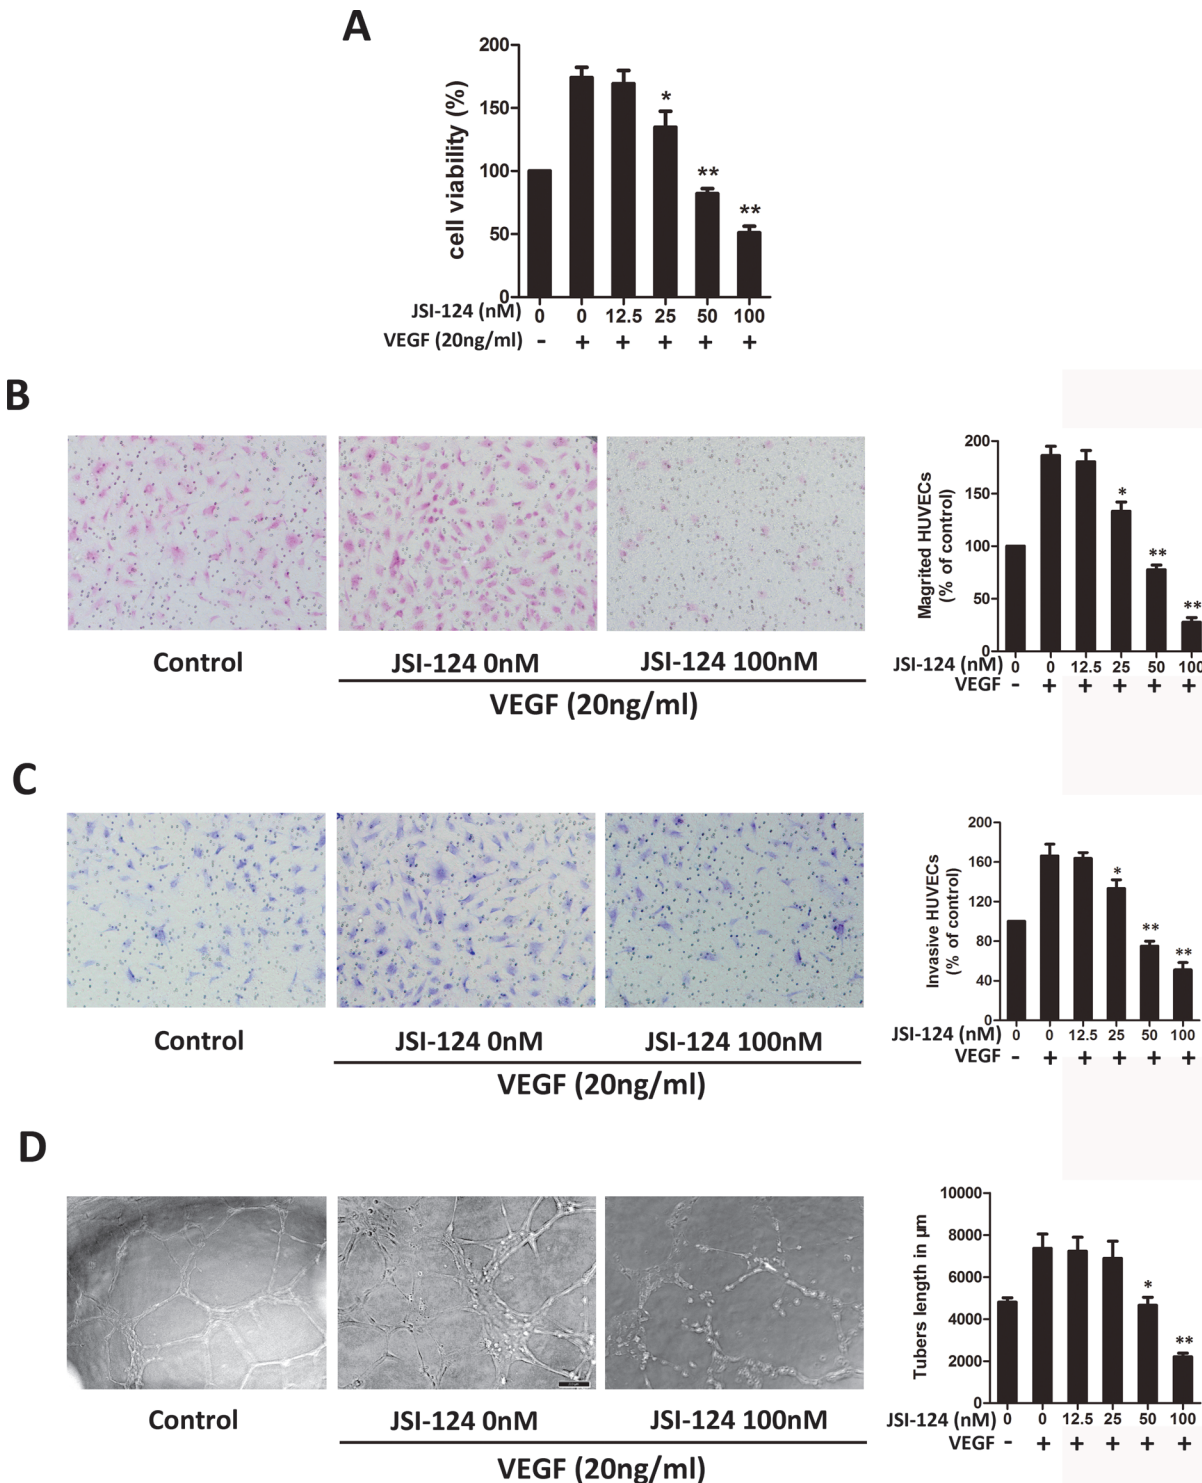 A
200
150
100
50
0
cell viability (%)
* ** **
JSI-124 (nM) 0 0 12.5 25 50 100
VEGF (20ng/ml) - + + + + +
B
Control
JSI-124 0nM
JSI-124 100nM
VEGF (20ng/ml)
200
150
100
50
0
Magrited HUVECs
(% of control)
* ** **
JSI-124 (nM) 0 0 12.5 25 50 100
VEGF - + + + + +
C
Control
JSI-124 0nM
JSI-124 100nM
VEGF (20ng/ml)
200
160
120
80
40
0
Invasive HUVECs
(% of control)
* ** **
JSI-124 (nM) 0 0 12.5 25 50 100
VEGF - + + + + +
D
Control
JSI-124 0nM
JSI-124 100nM
VEGF (20ng/ml)
10000
8000
6000
4000
2000
0
Tubers length in µm
* **
JSI-124 (nM) 0 0 12.5 25 50 100
VEGF - + + + + +